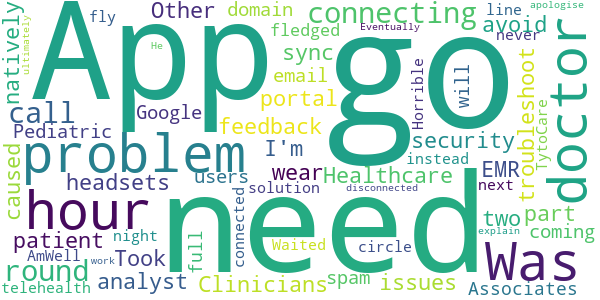 App
go
need
Was
doctor
problem
hour
connecting
natively
Other
domain
fly
line
avoid
apologise
Eventually
never
He
ultimately
fledged
sync
email
portal
Google
call
Pediatric
feedback
I'm
Horrible
will
troubleshoot
TytoCare
security
instead
EMR
next
caused
headsets
users
wear
Healthcare
solution
disconnected
explain
patient
night
connected
Waited
circle
two
part
coming
AmWell
work
Took
full
round
telehealth
analyst
Clinicians
spam
issues
Associates